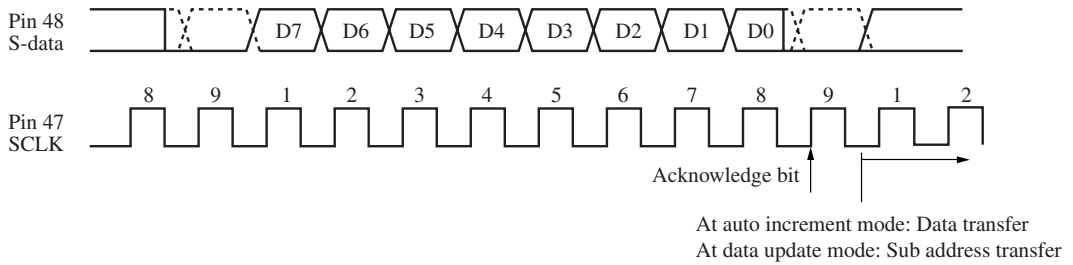 Pin 48
S-data
D7 D6 D5 D4 D3 D2 D1 D0
8 9 1 2 3 4 5 6 7 8 9 1 2
Pin 47
SCLK
Acknowledge bit
At auto increment mode: Data transfer
At data update mode: Sub address transfer